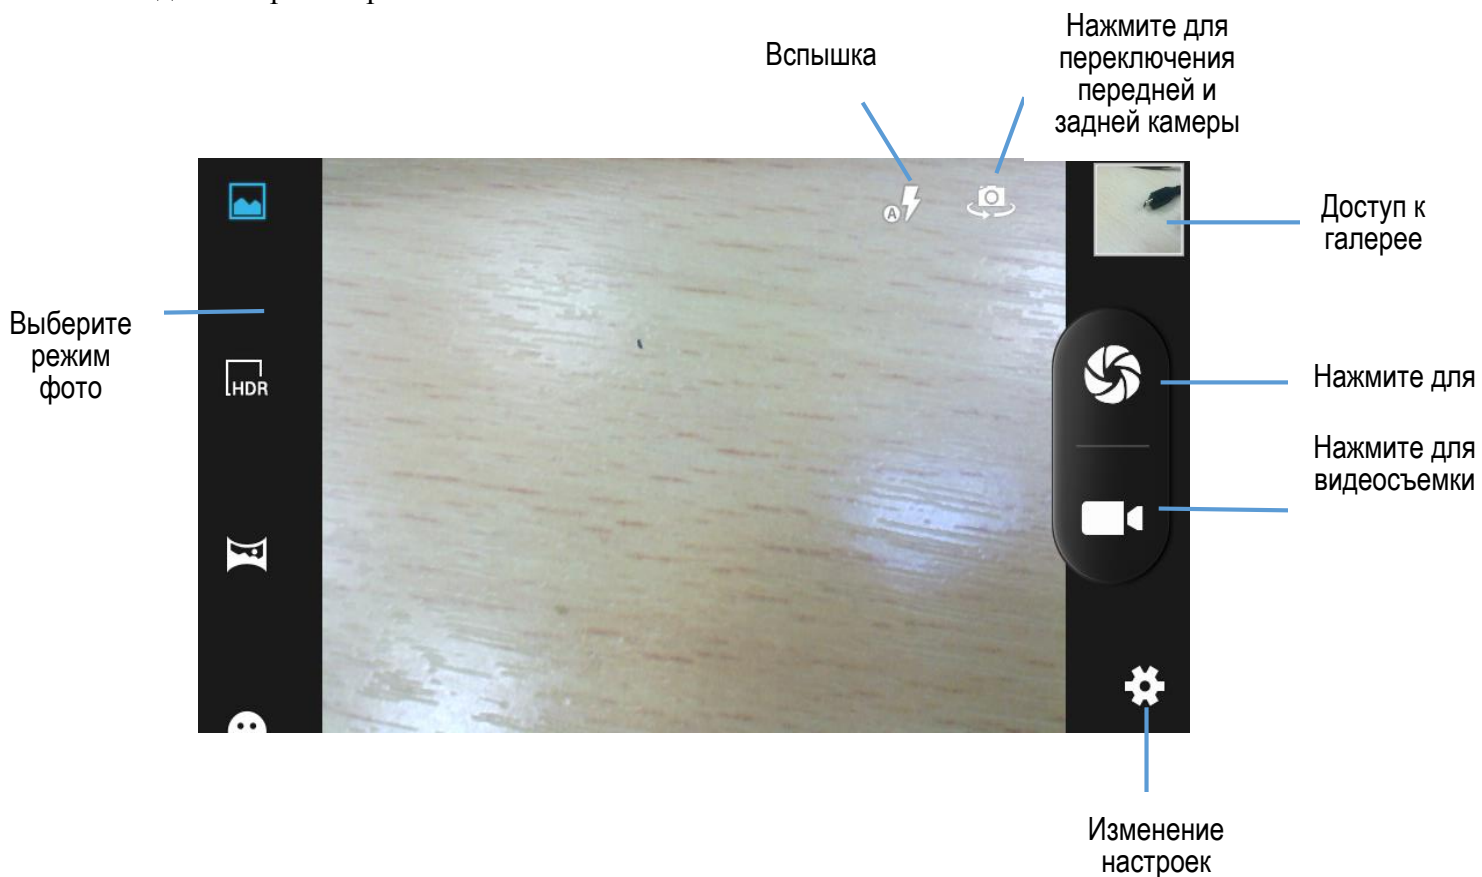 Вспышка
Нажмите для
переключения
передней и
задней камеры
Доступ к
галерее
Выберите
режим
фото
HDR
A
Нажмите для
Нажмите для
видеосъемки
Изменение
настроек